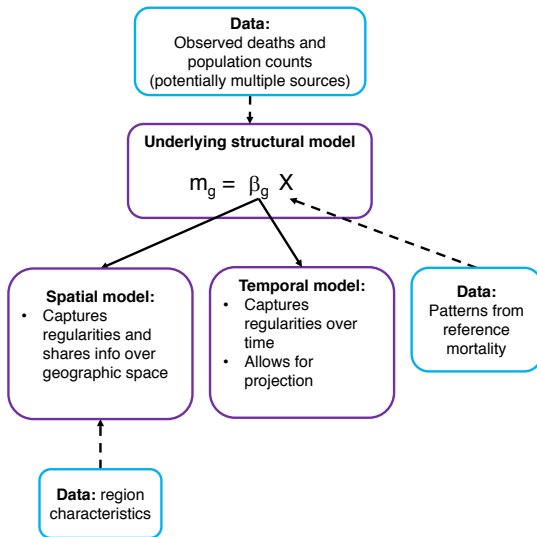 Data:
Observed deaths and
population counts
(potentially multiple sources)
Underlying structural model
m_g = β_g X
Spatial model:
• Captures
regularities and
shares info over
geographic space
Temporal model:
• Captures
regularities over
time
• Allows for
projection
Data:
Patterns from
reference
mortality
Data: region
characteristics